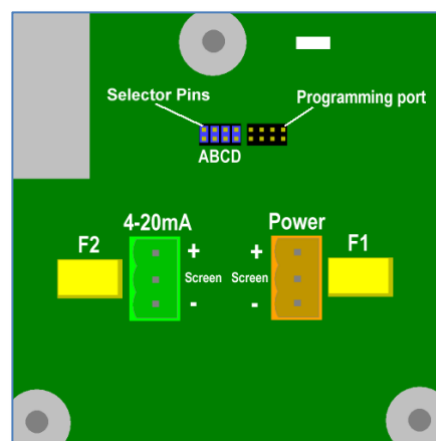 Selector Pins
Programming port
ABCD
4-20mA
Power
F2
F1
+
+
Screen
Screen
-
-